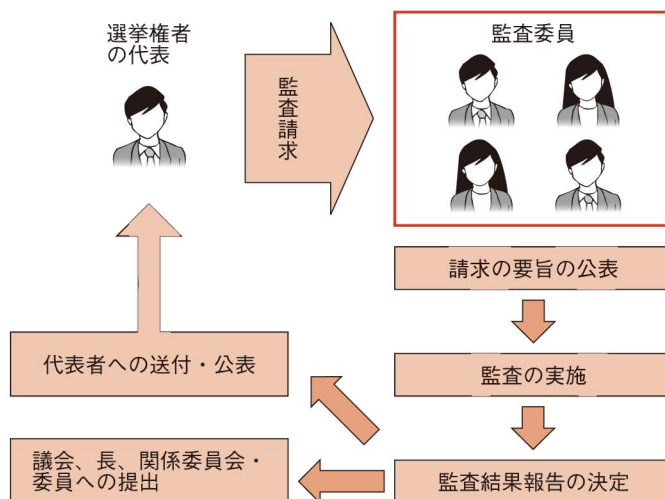 選挙権者
の代表
監査請求
監査委員
請求の要旨の公表
監査の実施
監査結果報告の決定
代表者への送付・公表
議会、長、関係委員会・
委員への提出